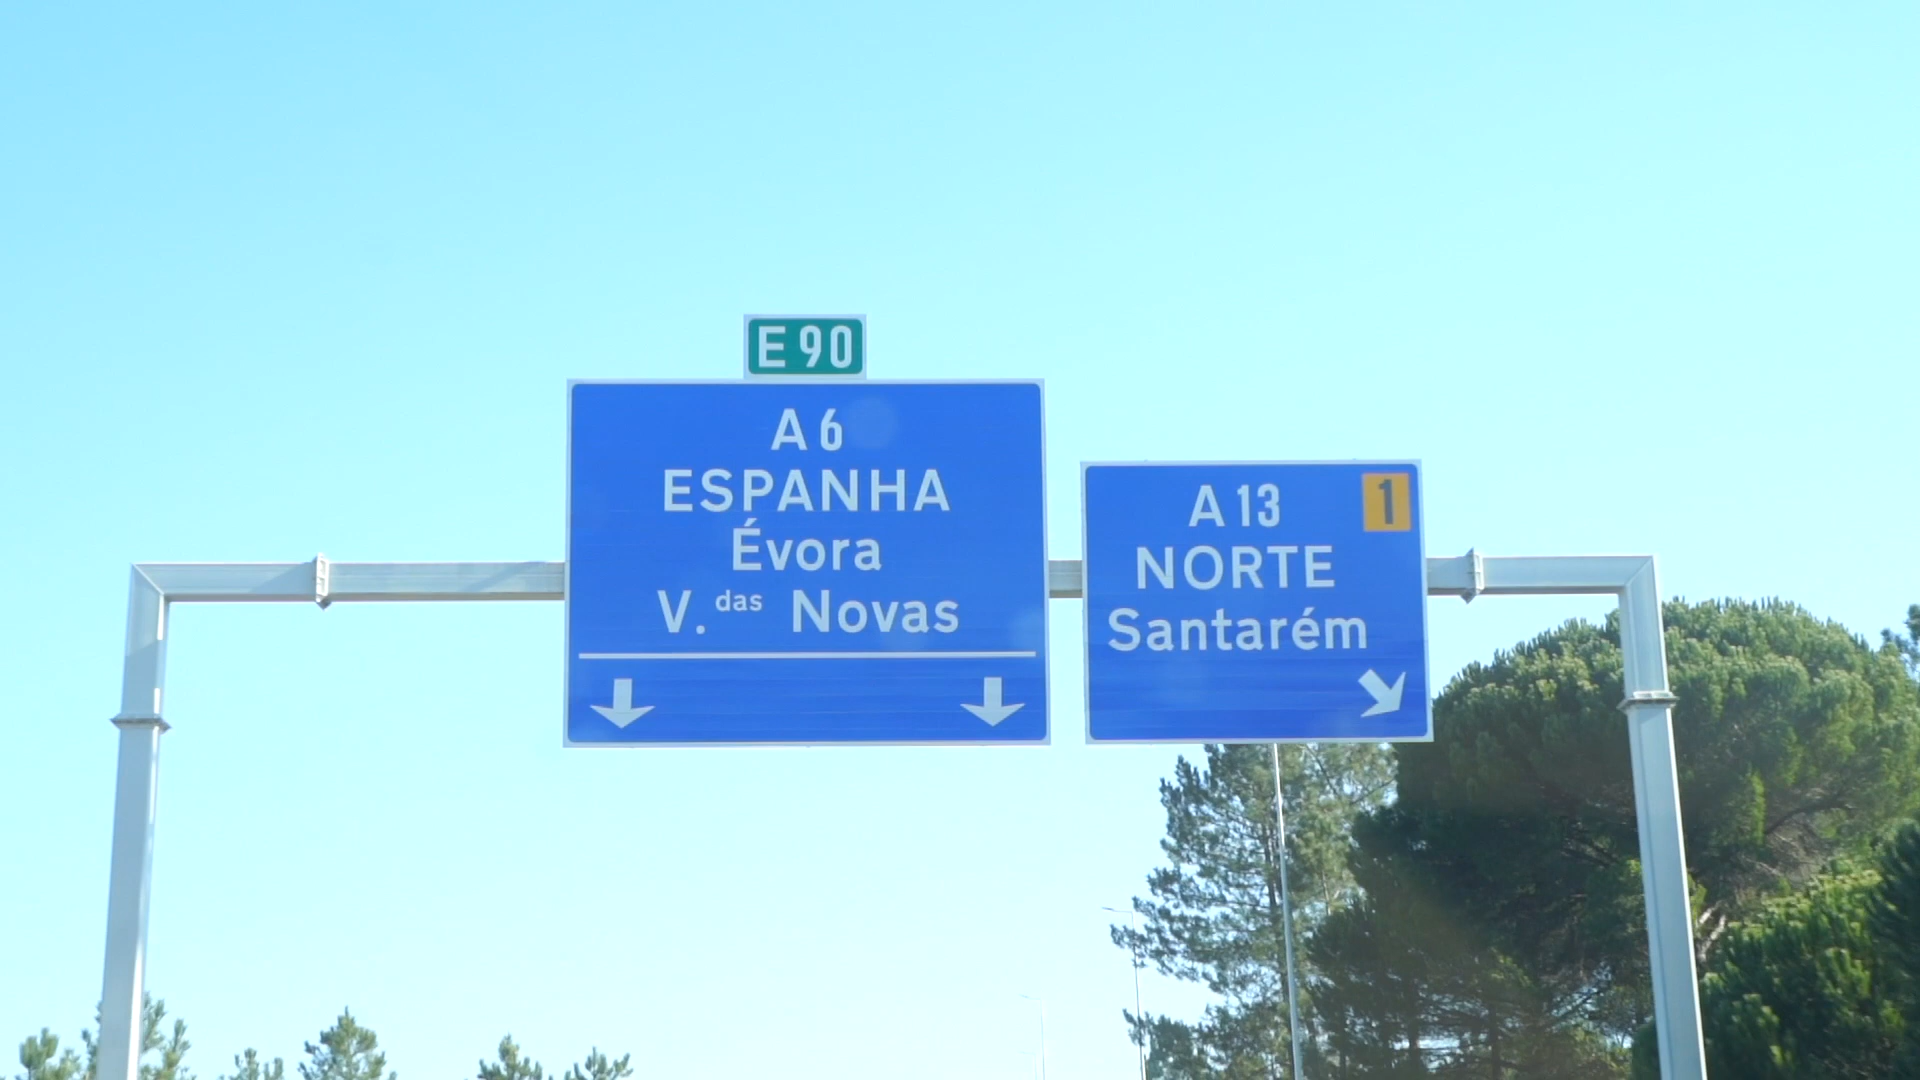 E 90
A 6
ESPANHA
Évora
V. das Novas
A 13
1
NORTE
Santarém